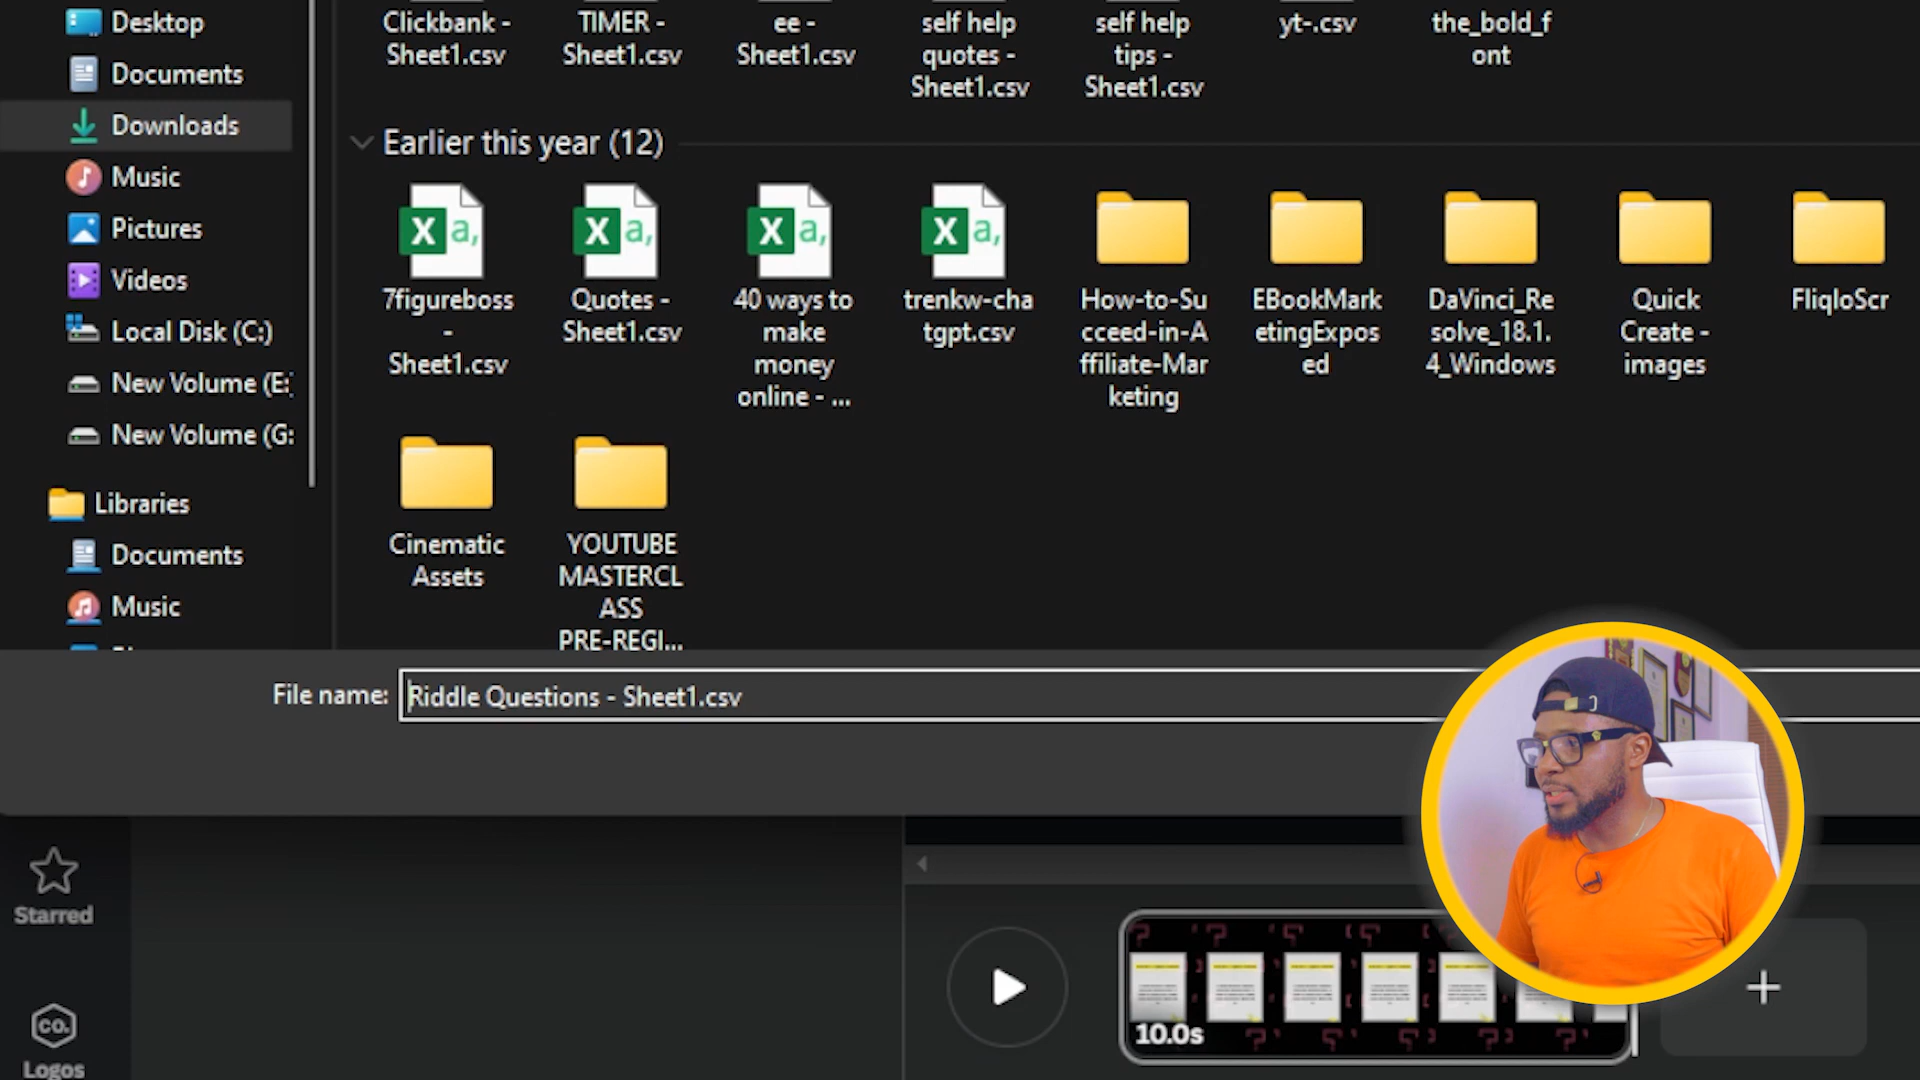 Desktop
Documents
Downloads
Music
Pictures
Videos
Local Disk (C:)
New Volume (E:
New Volume (G:
Libraries
Documents
Music
Clickbank -
Sheet1.csv
TIMER -
Sheet1.csv
ee -
Sheet1.csv
self help
quotes -
Sheet1.csv
self help
tips -
Sheet1.csv
yt-.csv
the_bold_f
ont
Earlier this year (12)
7figureboss
-
Sheet1.csv
Quotes -
Sheet1.csv
40 ways to
make
money
online - ...
trenkw-cha
tgpt.csv
How-to-Su
cceed-in-A
ffiliate-Mar
keting
EBookMark
etingExpos
ed
DaVinci_Re
solve_18.1.
4_Windows
Quick
Create -
images
FliqloScr
Cinematic
Assets
YOUTUBE
MASTERCL
ASS
PRE-REGI...
File name:
Riddle Questions - Sheet1.csv
Starred
CO.
Logos
10.0s